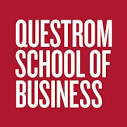 QUESTROM
SCHOOL OF
BUSINESS